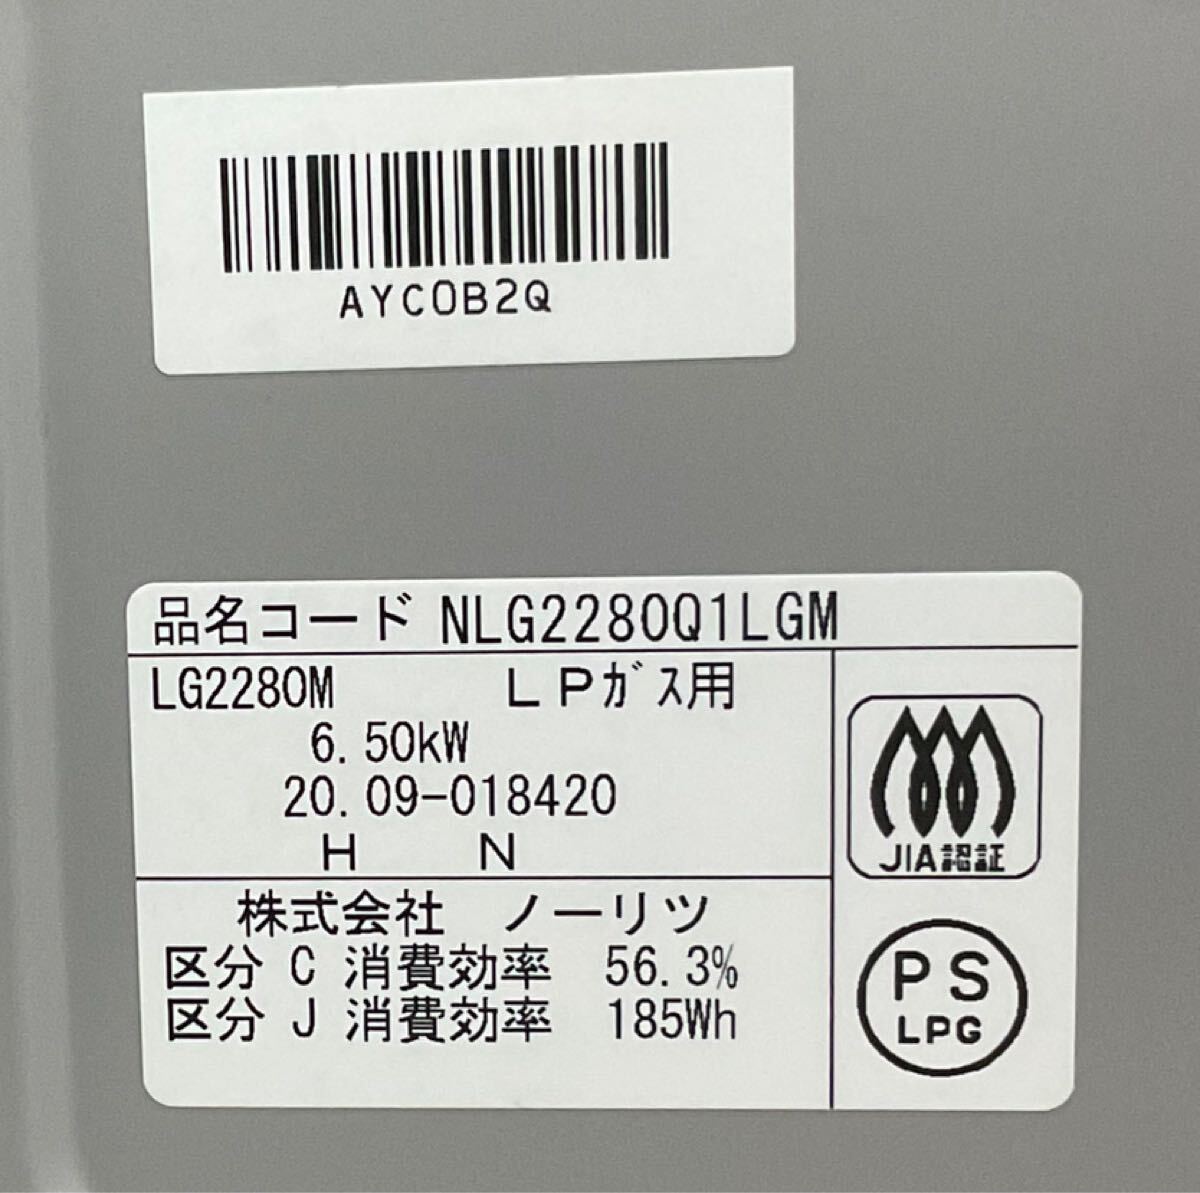 AYC0B2Q
品名コード NLG2280Q1LGM
LG2280M LPガス用
6.50kW
20.09-018420
H N
JIA認証
株式会社 ノーリツ
区分 C 消費効率 56.3%
区分 J 消費効率 185Wh
PS
LPG